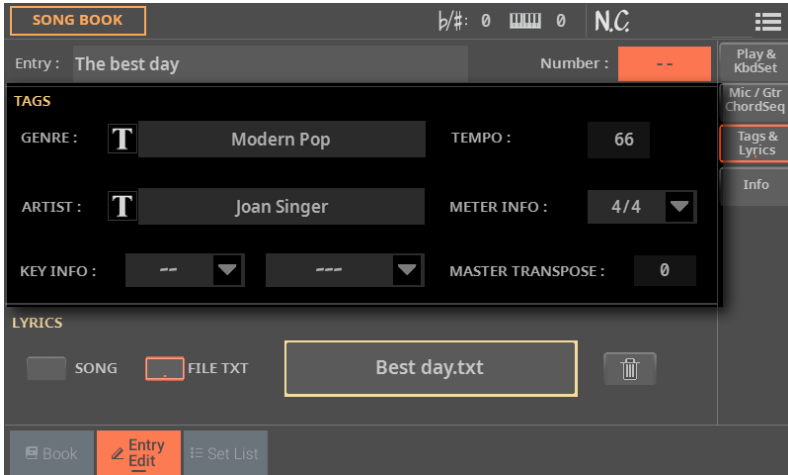 SONG BOOK
♭/♯: 0 0 N.C.
Entry : The best day Number : --
Play & KbdSet
TAGS
Mic / Gtr ChordSeq
GENRE : T Modern Pop TEMPO : 66
Tags & Lyrics
Info
ARTIST : T Joan Singer METER INFO : 4/4
KEY INFO : -- --- MASTER TRANSPOSE : 0
LYRICS
SONG FILE TXT Best day.txt
Book Entry Edit Set List